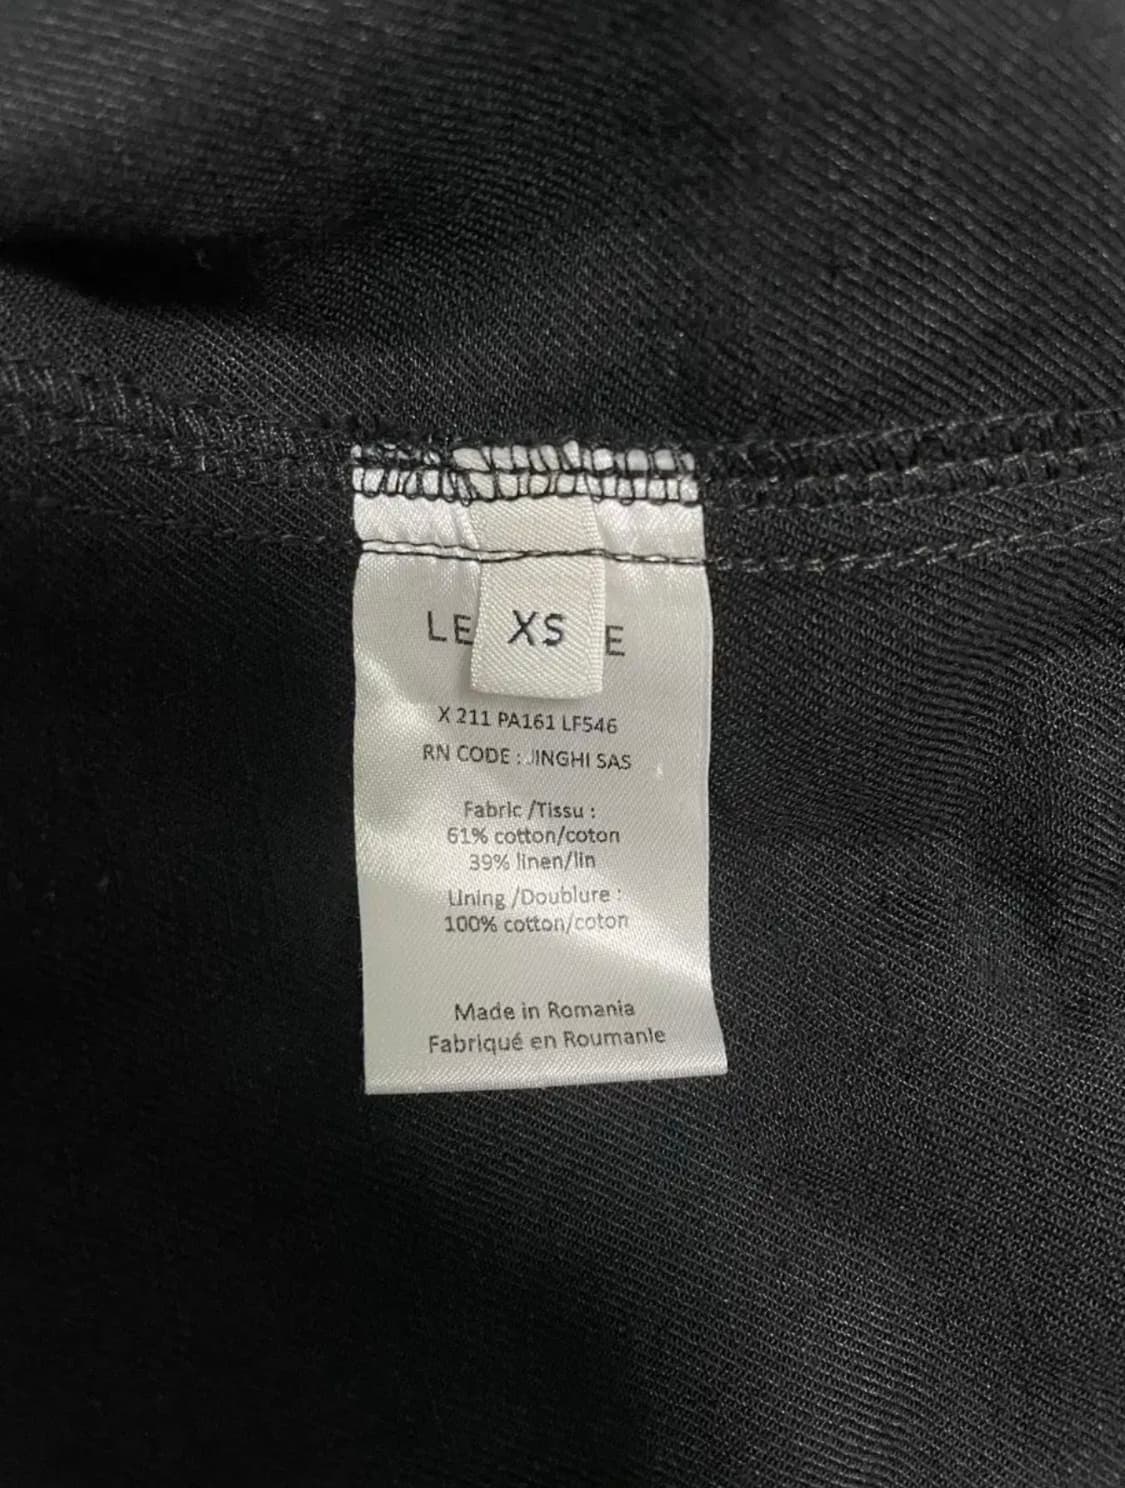 XS
LE E
X 211 PA161 LF546
RN CODE : JINGHI SAS
Fabric /Tissu :
61% cotton/coton
39% linen/lin
Lining /Doublure :
100% cotton/coton
Made in Romania
Fabriqué en Roumanie